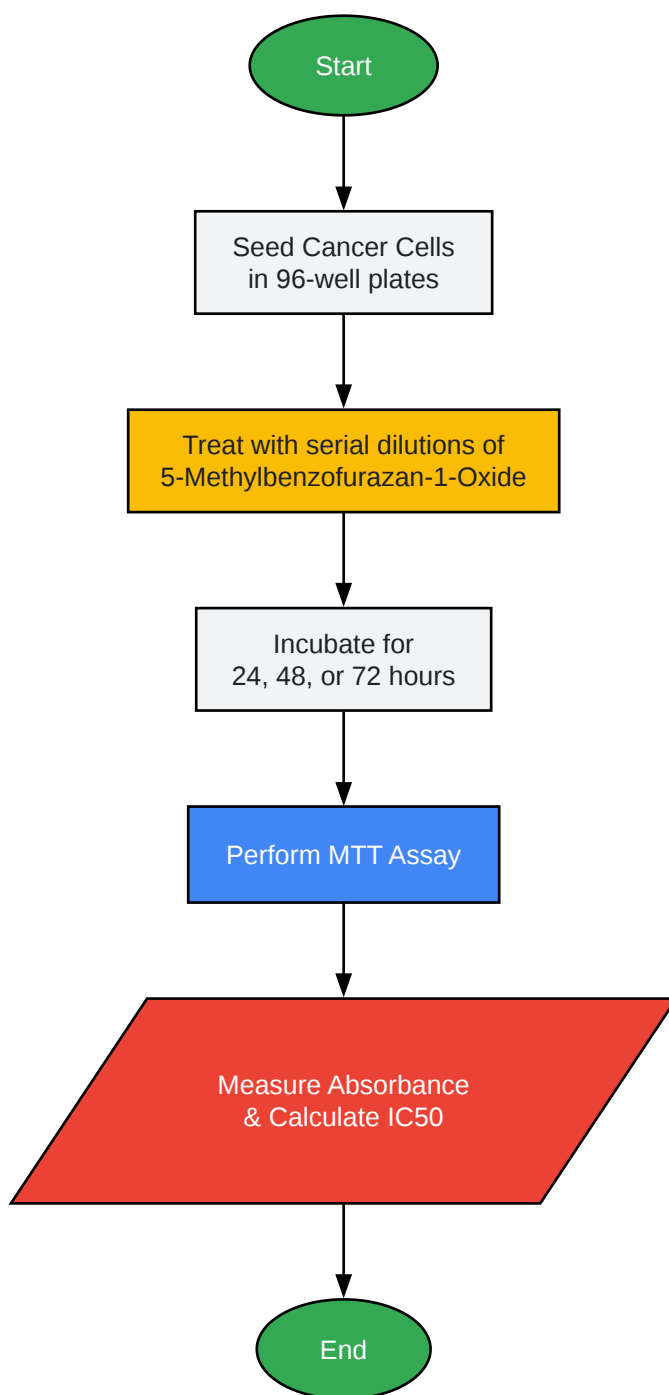 Start
Seed Cancer Cells
in 96-well plates
Treat with serial dilutions of
5-Methylbenzofurazan-1-Oxide
Incubate for
24, 48, or 72 hours
Perform MTT Assay
Measure Absorbance
& Calculate IC50
End